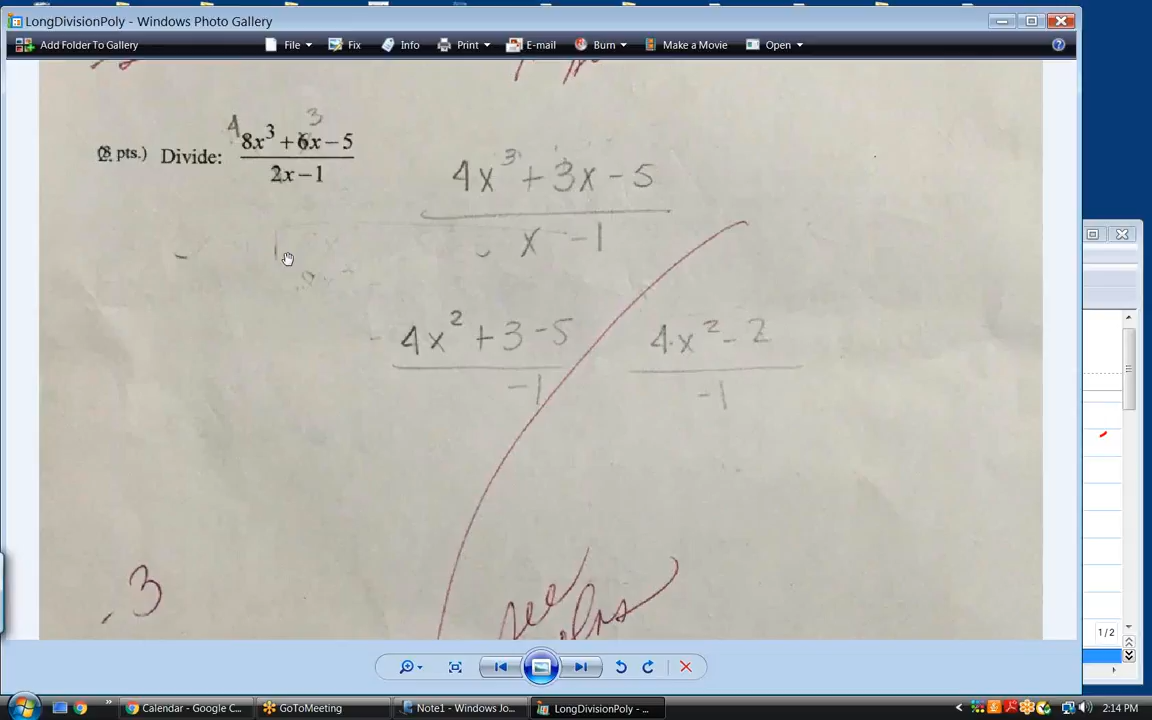 LongDivisionPoly - Windows Photo Gallery
Add Folder To Gallery File Fix Info Print E-mail Burn Make a Movie Open
4 3
(8 pts.) Divide: 8x³ + 6x – 5
2x – 1
4x³ + 3x - 5
x - 1
4x² + 3 - 5
-1
4x² - 2
-1
3
see
1/2
Calendar - Google C... GoToMeeting Note1 - Windows Jo... LongDivisionPoly - ... 2:14 PM